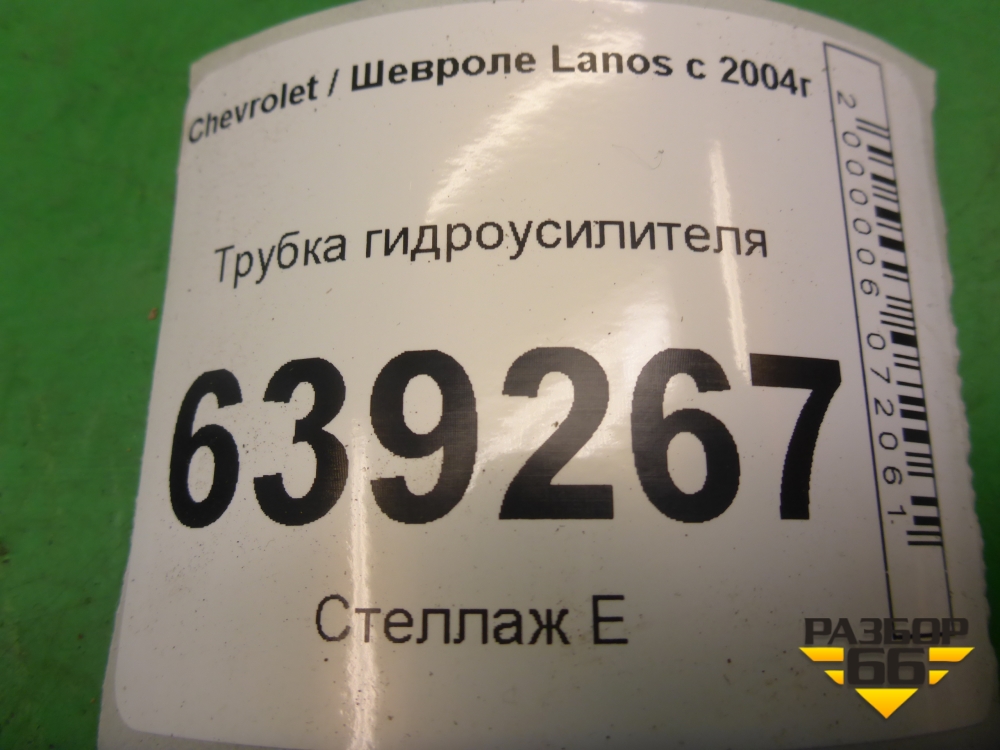 Chevrolet / Шевроле Lanos с 2004г
Трубка гидроусилителя
639267
Стеллаж Е
2000006072061
РАЗБОР
66